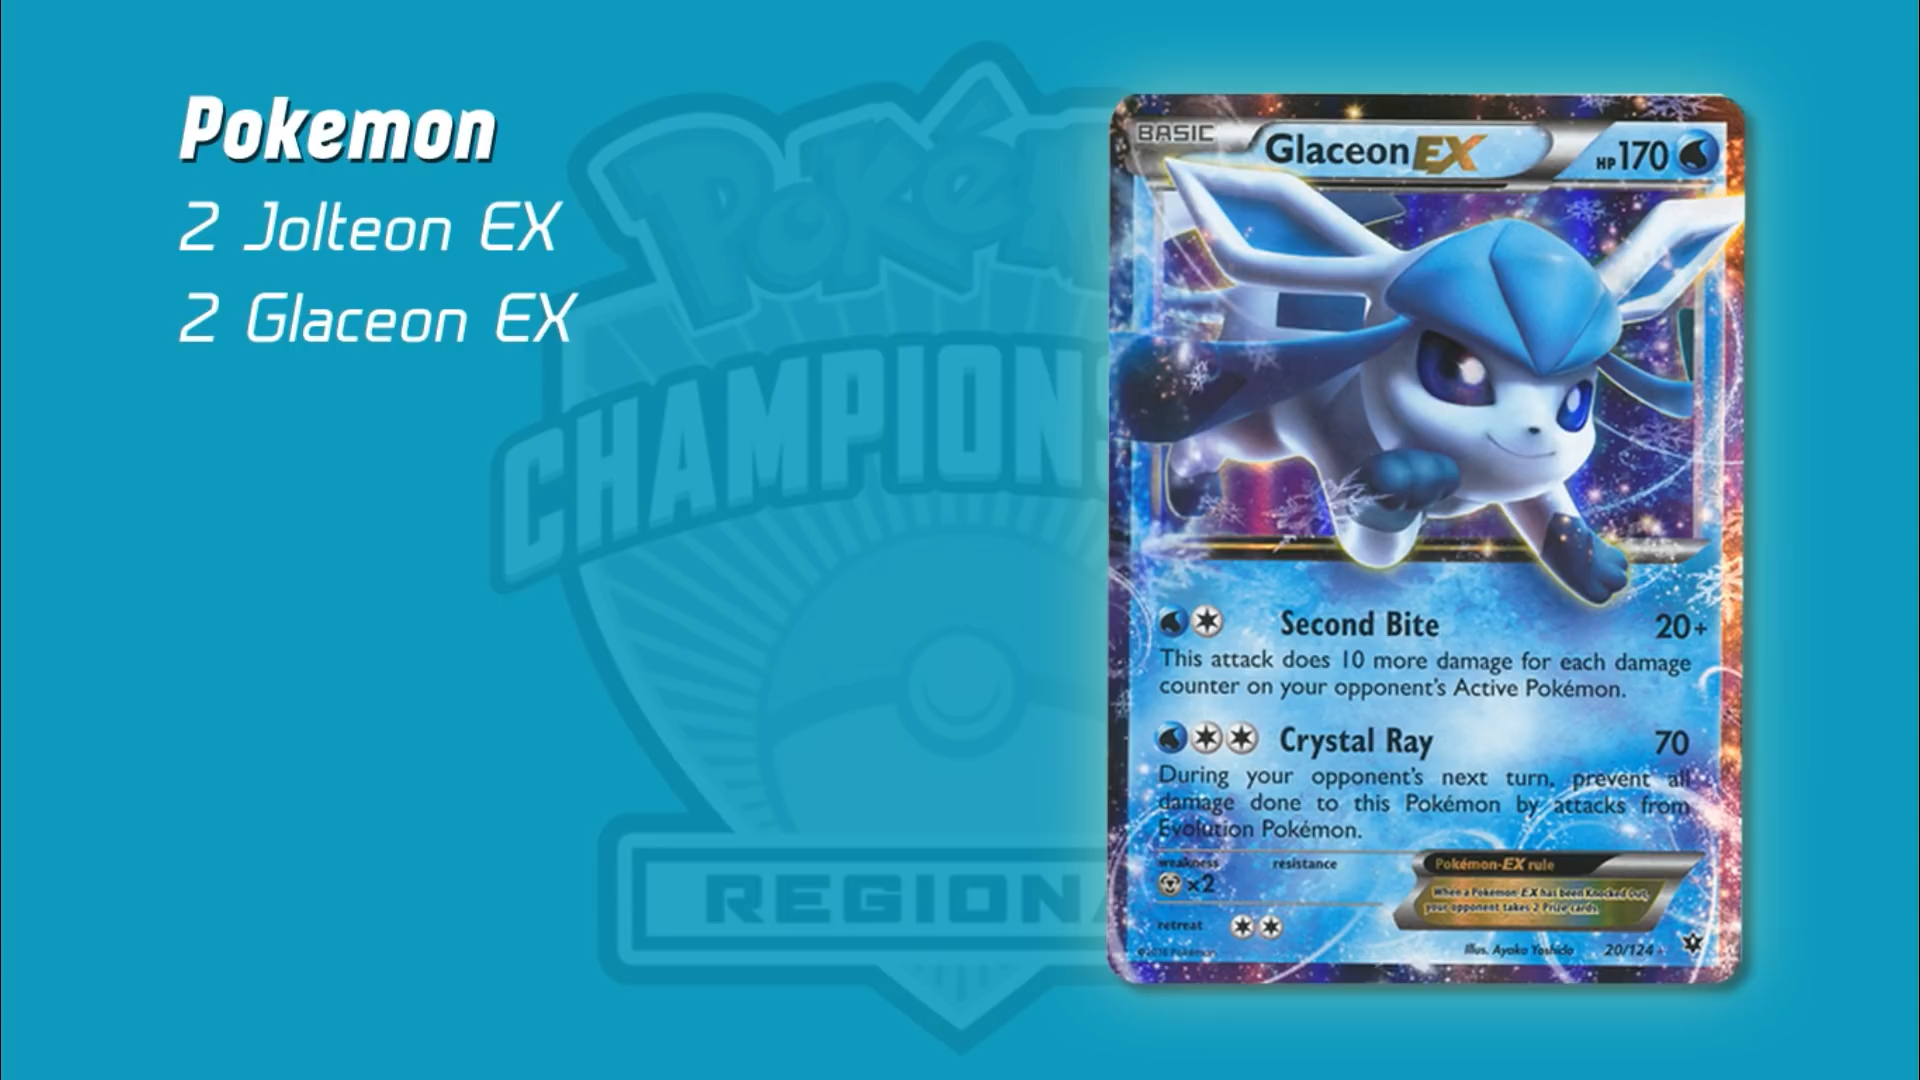 Pokemon
2 Jolteon EX
2 Glaceon EX
Poké
CHAMPIONS
REGIONA
BASIC
Glaceon EX
HP 170
Second Bite 20+
This attack does 10 more damage for each damage
counter on your opponent's Active Pokémon.
Crystal Ray 70
During your opponent's next turn, prevent all
damage done to this Pokémon by attacks from
Evolution Pokémon.
weakness resistance
×2
Pokémon-EX rule
When a Pokémon-EX has been Knocked Out,
your opponent takes 2 Prize cards.
retreat
©2016 Pokémon
Illus. Ayaka Yoshida 20/124